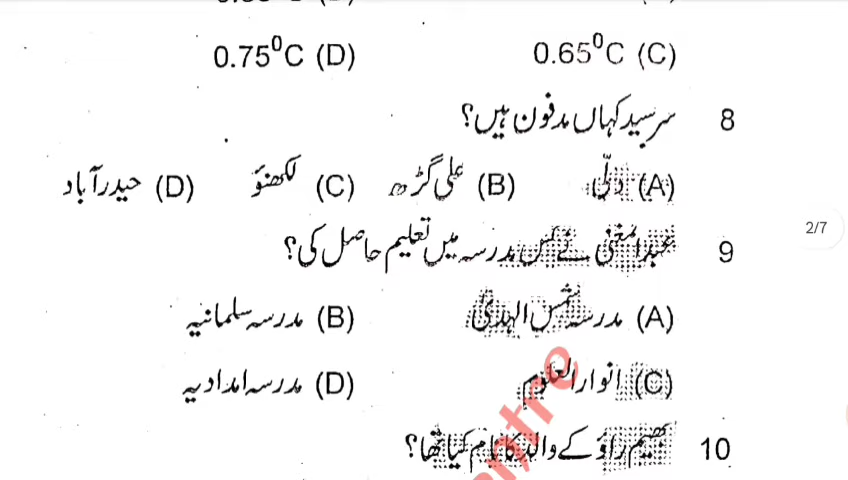 0.65⁰C (C) 0.75⁰C (D)
8 سرسید کہاں مدفون ہیں؟
(A) دلّی (B) علی گڑھ (C) لکھنؤ (D) حیدرآباد
9 عبدالمغنی نے کس مدرسہ میں تعلیم حاصل کی؟
(A) مدرسہ شمس الہدیٰ (B) مدرسہ سلمانیہ
(C) انوارالعلوم (D) مدرسہ امدادیہ
10 بھیم راؤ کے والد کا نام کیا تھا؟
2/7